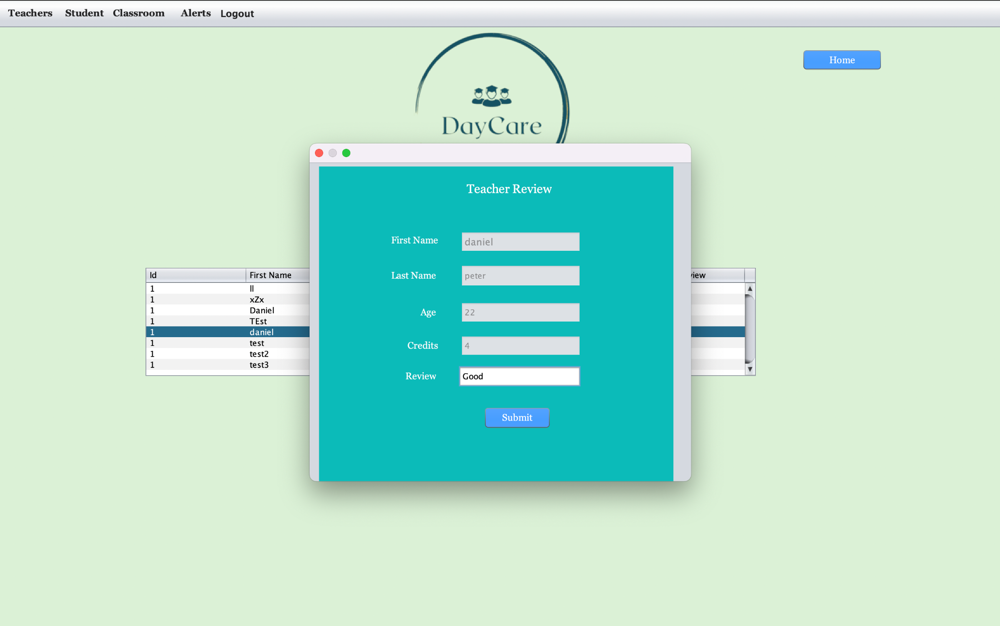 Teachers Student Classroom Alerts Logout
Home
DayCare
Teacher Review
First Name daniel
Last Name peter
Age 22
Credits 4
Review Good
Submit
Id First Name
1 ll
1 xZx
1 Daniel
1 TEst
1 daniel
1 test
1 test2
1 test3